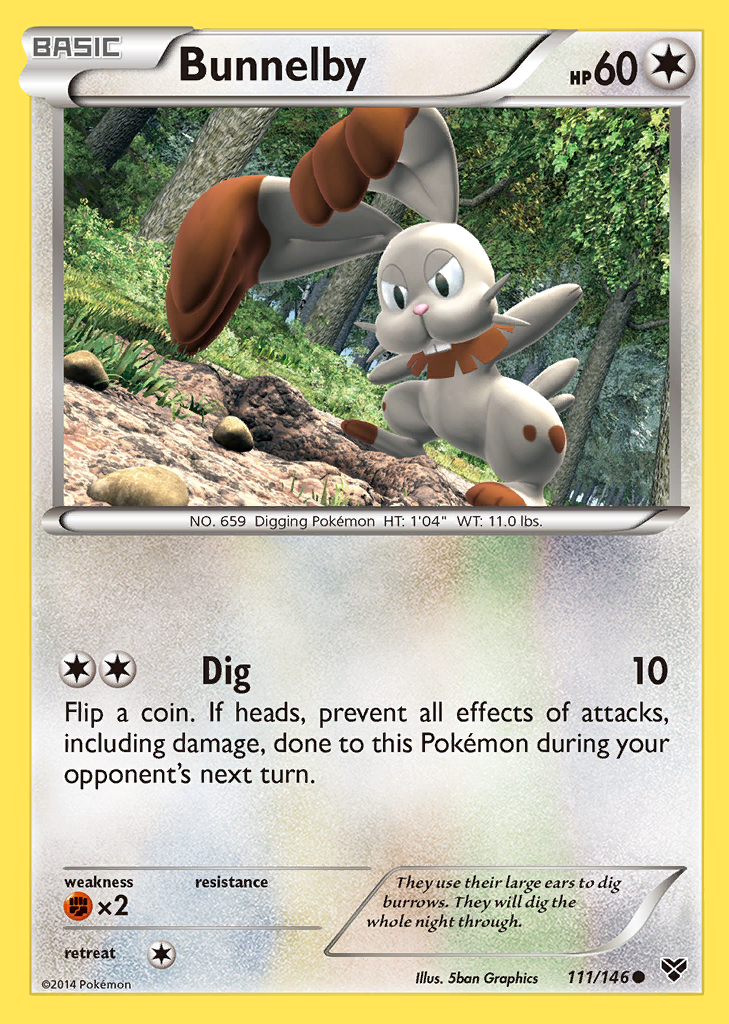 BASIC
Bunnelby
HP60
NO. 659 Digging Pokémon HT: 1'04" WT: 11.0 lbs.
Dig 10
Flip a coin. If heads, prevent all effects of attacks,
including damage, done to this Pokémon during your
opponent's next turn.
weakness resistance
×2
They use their large ears to dig
burrows. They will dig the
whole night through.
retreat
©2014 Pokémon
Illus. 5ban Graphics 111/146